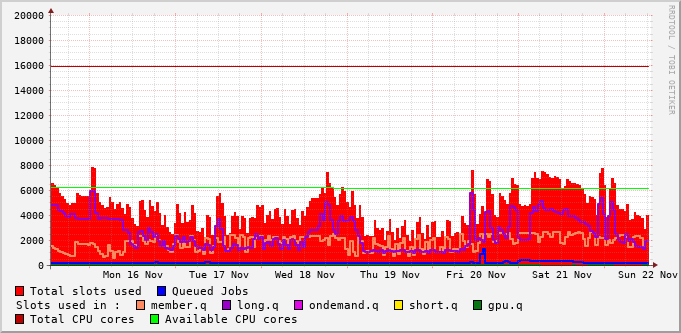 20000
18000
16000
14000
12000
10000
8000
6000
4000
2000
0
Mon 16 Nov Tue 17 Nov Wed 18 Nov Thu 19 Nov Fri 20 Nov Sat 21 Nov Sun 22 Nov
RRDTOOL / TOBI OETIKER
Total slots used Queued Jobs
Slots used in : member.q long.q ondemand.q short.q gpu.q
Total CPU cores Available CPU cores